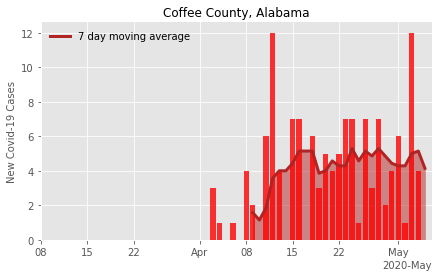 Coffee County, Alabama
7 day moving average
New Covid-19 Cases
12
10
8
6
4
2
0
08 15 22 Apr 08 15 22 May
2020-May